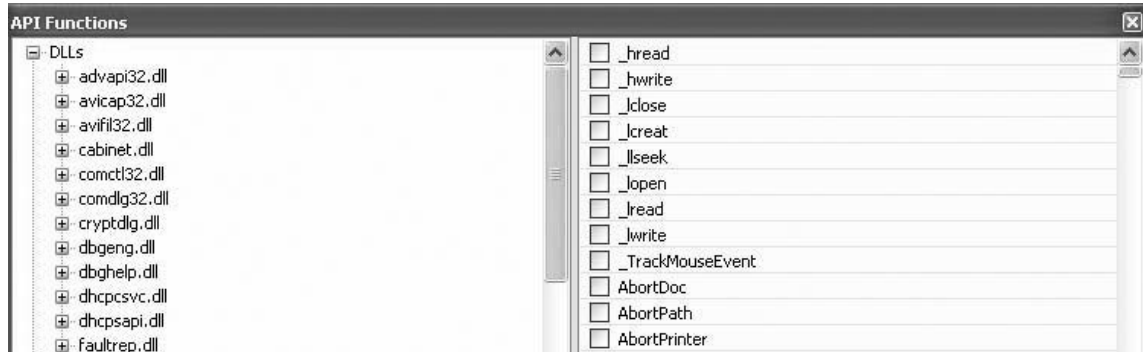 API Functions
DLLs
advapi32.dll
avicap32.dll
avifil32.dll
cabinet.dll
comctl32.dll
comdlg32.dll
cryptdlg.dll
dbgeng.dll
dbghelp.dll
dhcpcsvc.dll
dhcpsapi.dll
faultrep.dll
_hread
_hwrite
_lclose
_lcreat
_llseek
_lopen
_lread
_lwrite
_TrackMouseEvent
AbortDoc
AbortPath
AbortPrinter